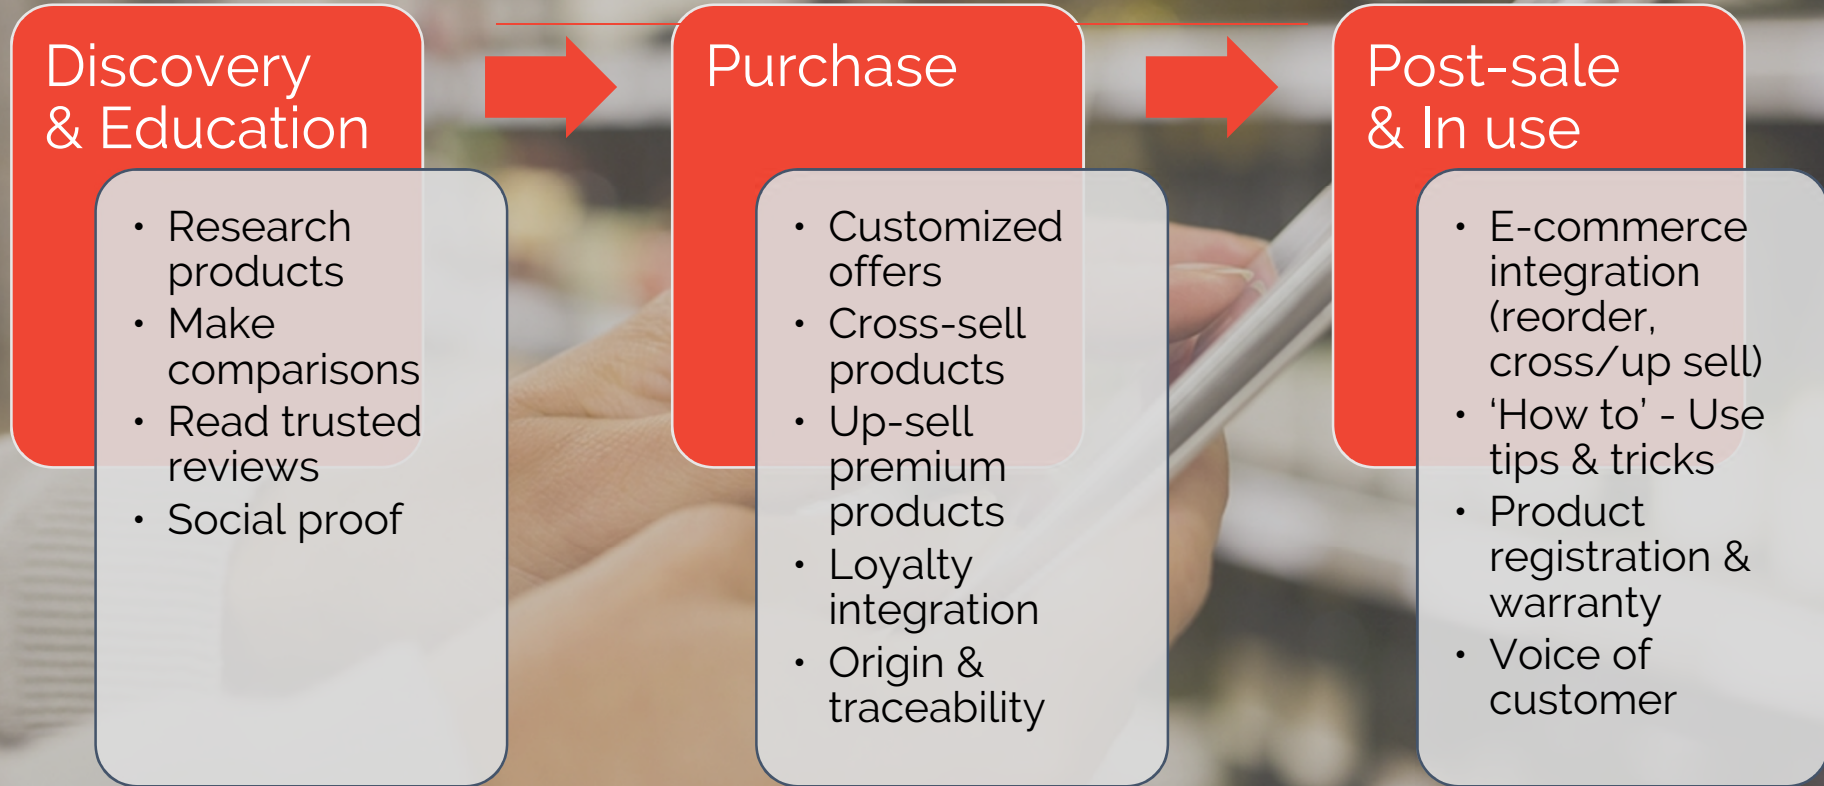 Discovery
& Education
• Research
products
• Make
comparisons
• Read trusted
reviews
• Social proof
Purchase
• Customized
offers
• Cross-sell
products
• Up-sell
premium
products
• Loyalty
integration
• Origin &
traceability
Post-sale
& In use
• E-commerce
integration
(reorder,
cross/up sell)
• ‘How to’ - Use
tips & tricks
• Product
registration &
warranty
• Voice of
customer